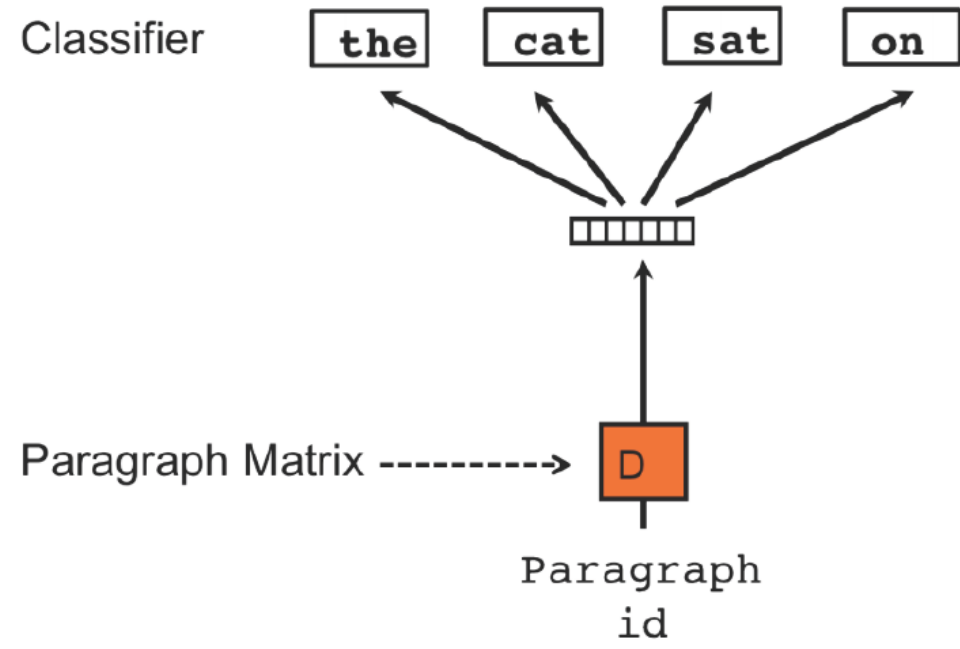 Classifier the cat sat on
Paragraph Matrix D
Paragraph
id